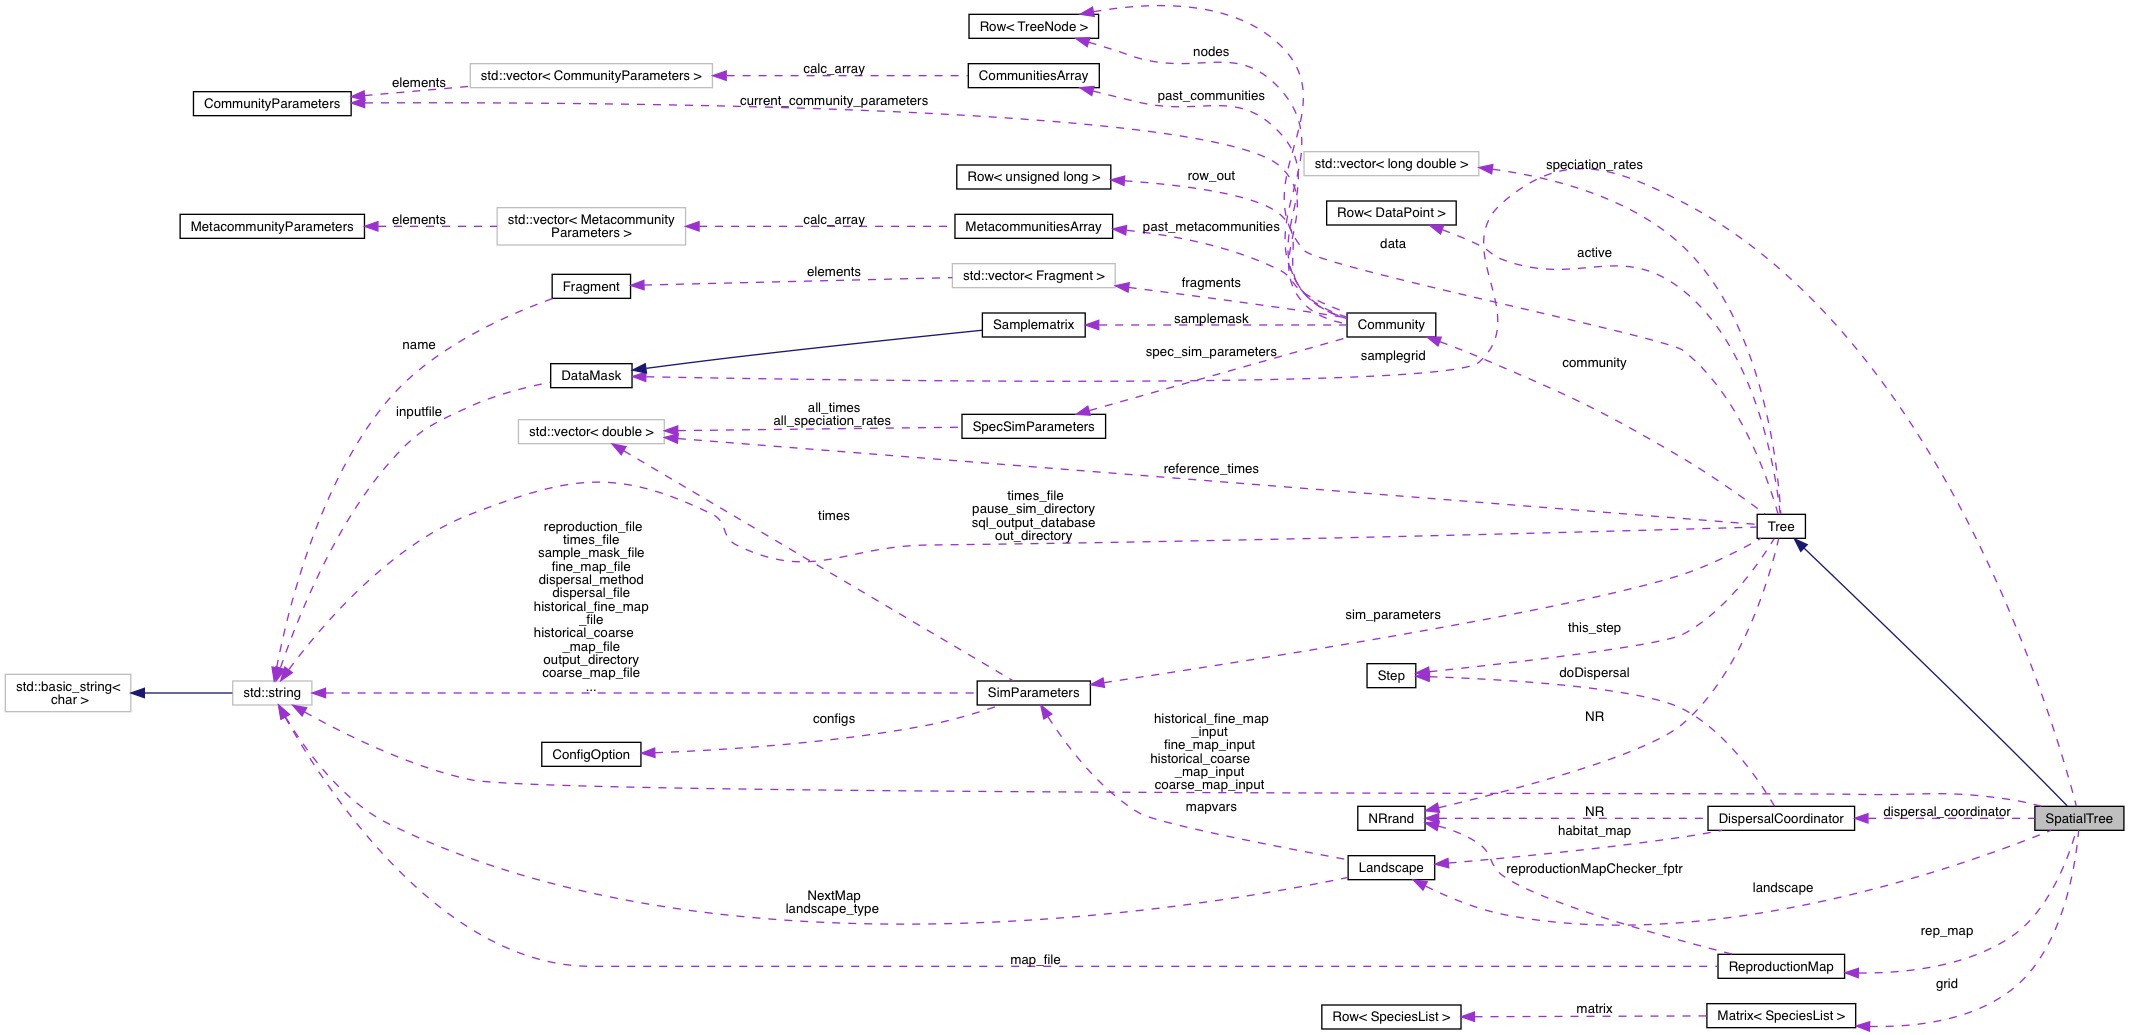 Row< TreeNode >
nodes
std::vector< CommunityParameters >
calc_array
CommunitiesArray
elements
CommunityParameters
current_community_parameters
past_communities
std::vector< long double >
speciation_rates
Row< unsigned long >
row_out
Row< DataPoint >
MetacommunityParameters
elements
std::vector< Metacommunity
Parameters >
calc_array
MetacommunitiesArray
past_metacommunities
data
active
Fragment
elements
std::vector< Fragment >
fragments
Samplematrix
samplemask
Community
name
spec_sim_parameters
samplegrid
community
DataMask
inputfile
all_times
all_speciation_rates
std::vector< double >
SpecSimParameters
reference_times
times
times_file
pause_sim_directory
sql_output_database
out_directory
Tree
reproduction_file
times_file
sample_mask_file
fine_map_file
dispersal_method
dispersal_file
historical_fine_map
_file
historical_coarse
_map_file
output_directory
coarse_map_file
...
sim_parameters
this_step
std::basic_string<
char >
std::string
SimParameters
Step
doDispersal
configs
ConfigOption
NR
historical_fine_map
_input
fine_map_input
historical_coarse
_map_input
coarse_map_input
mapvars
NRrand
NR
habitat_map
DispersalCoordinator
dispersal_coordinator
SpatialTree
Landscape
reproductionMapChecker_fptr
landscape
NextMap
landscape_type
rep_map
map_file
ReproductionMap
grid
Row< SpeciesList >
matrix
Matrix< SpeciesList >